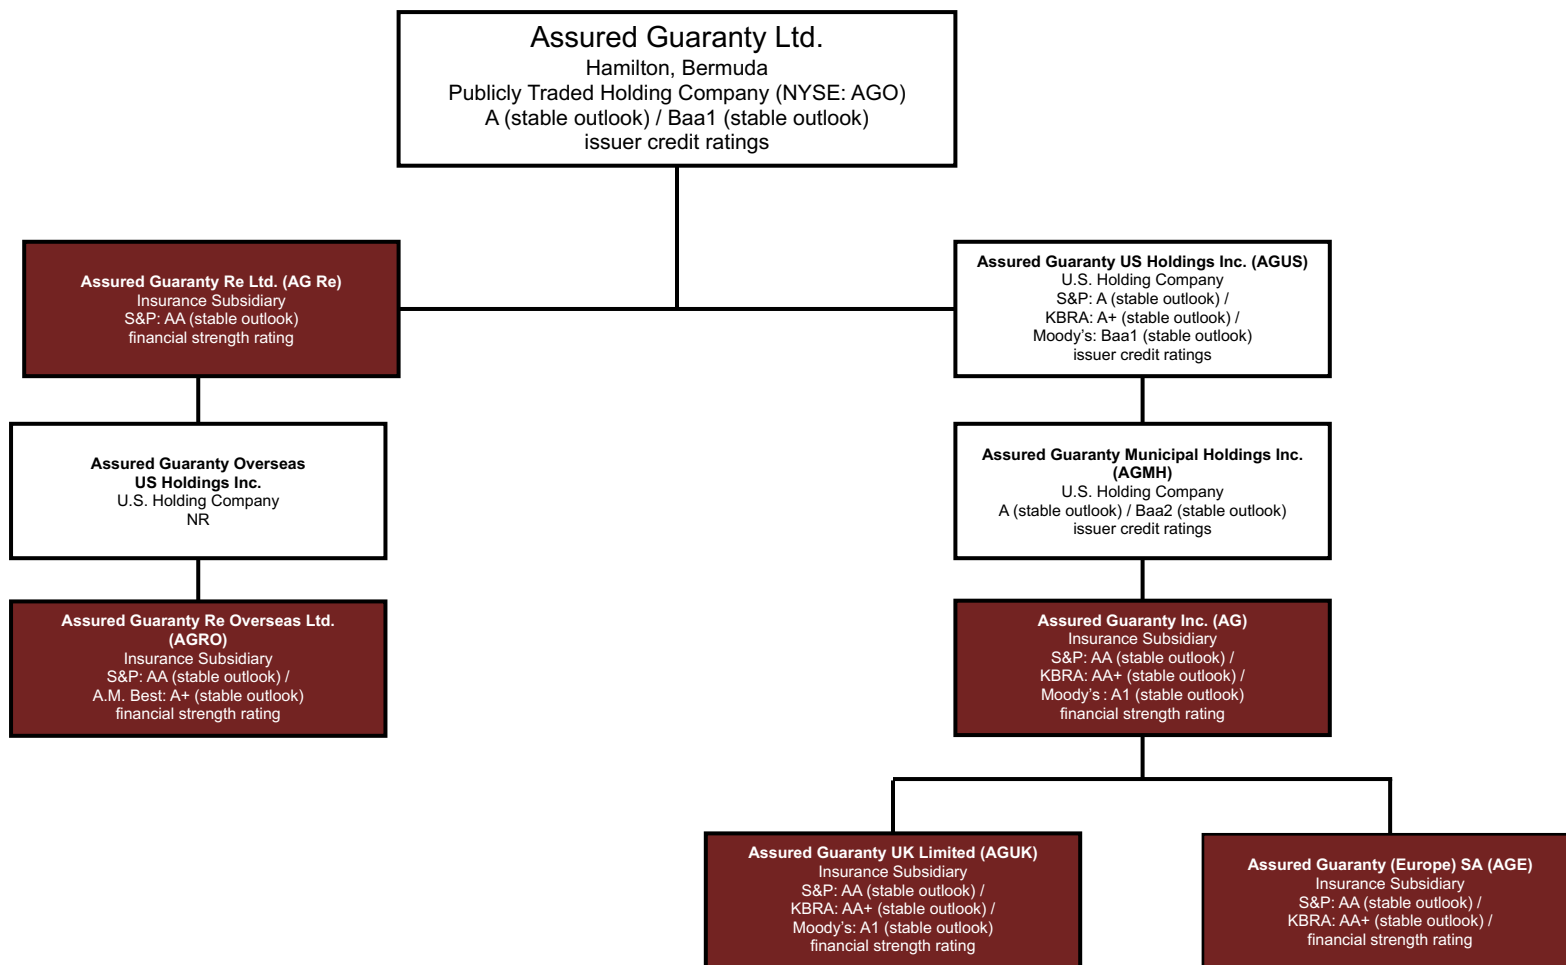 Assured Guaranty Ltd.
Hamilton, Bermuda
Publicly Traded Holding Company (NYSE: AGO)
A (stable outlook) / Baa1 (stable outlook)
issuer credit ratings
Assured Guaranty Re Ltd. (AG Re)
Insurance Subsidiary
S&P: AA (stable outlook)
financial strength rating
Assured Guaranty US Holdings Inc. (AGUS)
U.S. Holding Company
S&P: A (stable outlook) /
KBRA: A+ (stable outlook) /
Moody's: Baa1 (stable outlook)
issuer credit ratings
Assured Guaranty Overseas
US Holdings Inc.
U.S. Holding Company
NR
Assured Guaranty Municipal Holdings Inc.
(AGMH)
U.S. Holding Company
A (stable outlook) / Baa2 (stable outlook)
issuer credit ratings
Assured Guaranty Re Overseas Ltd.
(AGRO)
Insurance Subsidiary
S&P: AA (stable outlook) /
A.M. Best: A+ (stable outlook)
financial strength rating
Assured Guaranty Inc. (AG)
Insurance Subsidiary
S&P: AA (stable outlook) /
KBRA: AA+ (stable outlook) /
Moody's : A1 (stable outlook)
financial strength rating
Assured Guaranty UK Limited (AGUK)
Insurance Subsidiary
S&P: AA (stable outlook) /
KBRA: AA+ (stable outlook) /
Moody's: A1 (stable outlook)
financial strength rating
Assured Guaranty (Europe) SA (AGE)
Insurance Subsidiary
S&P: AA (stable outlook) /
KBRA: AA+ (stable outlook) /
financial strength rating